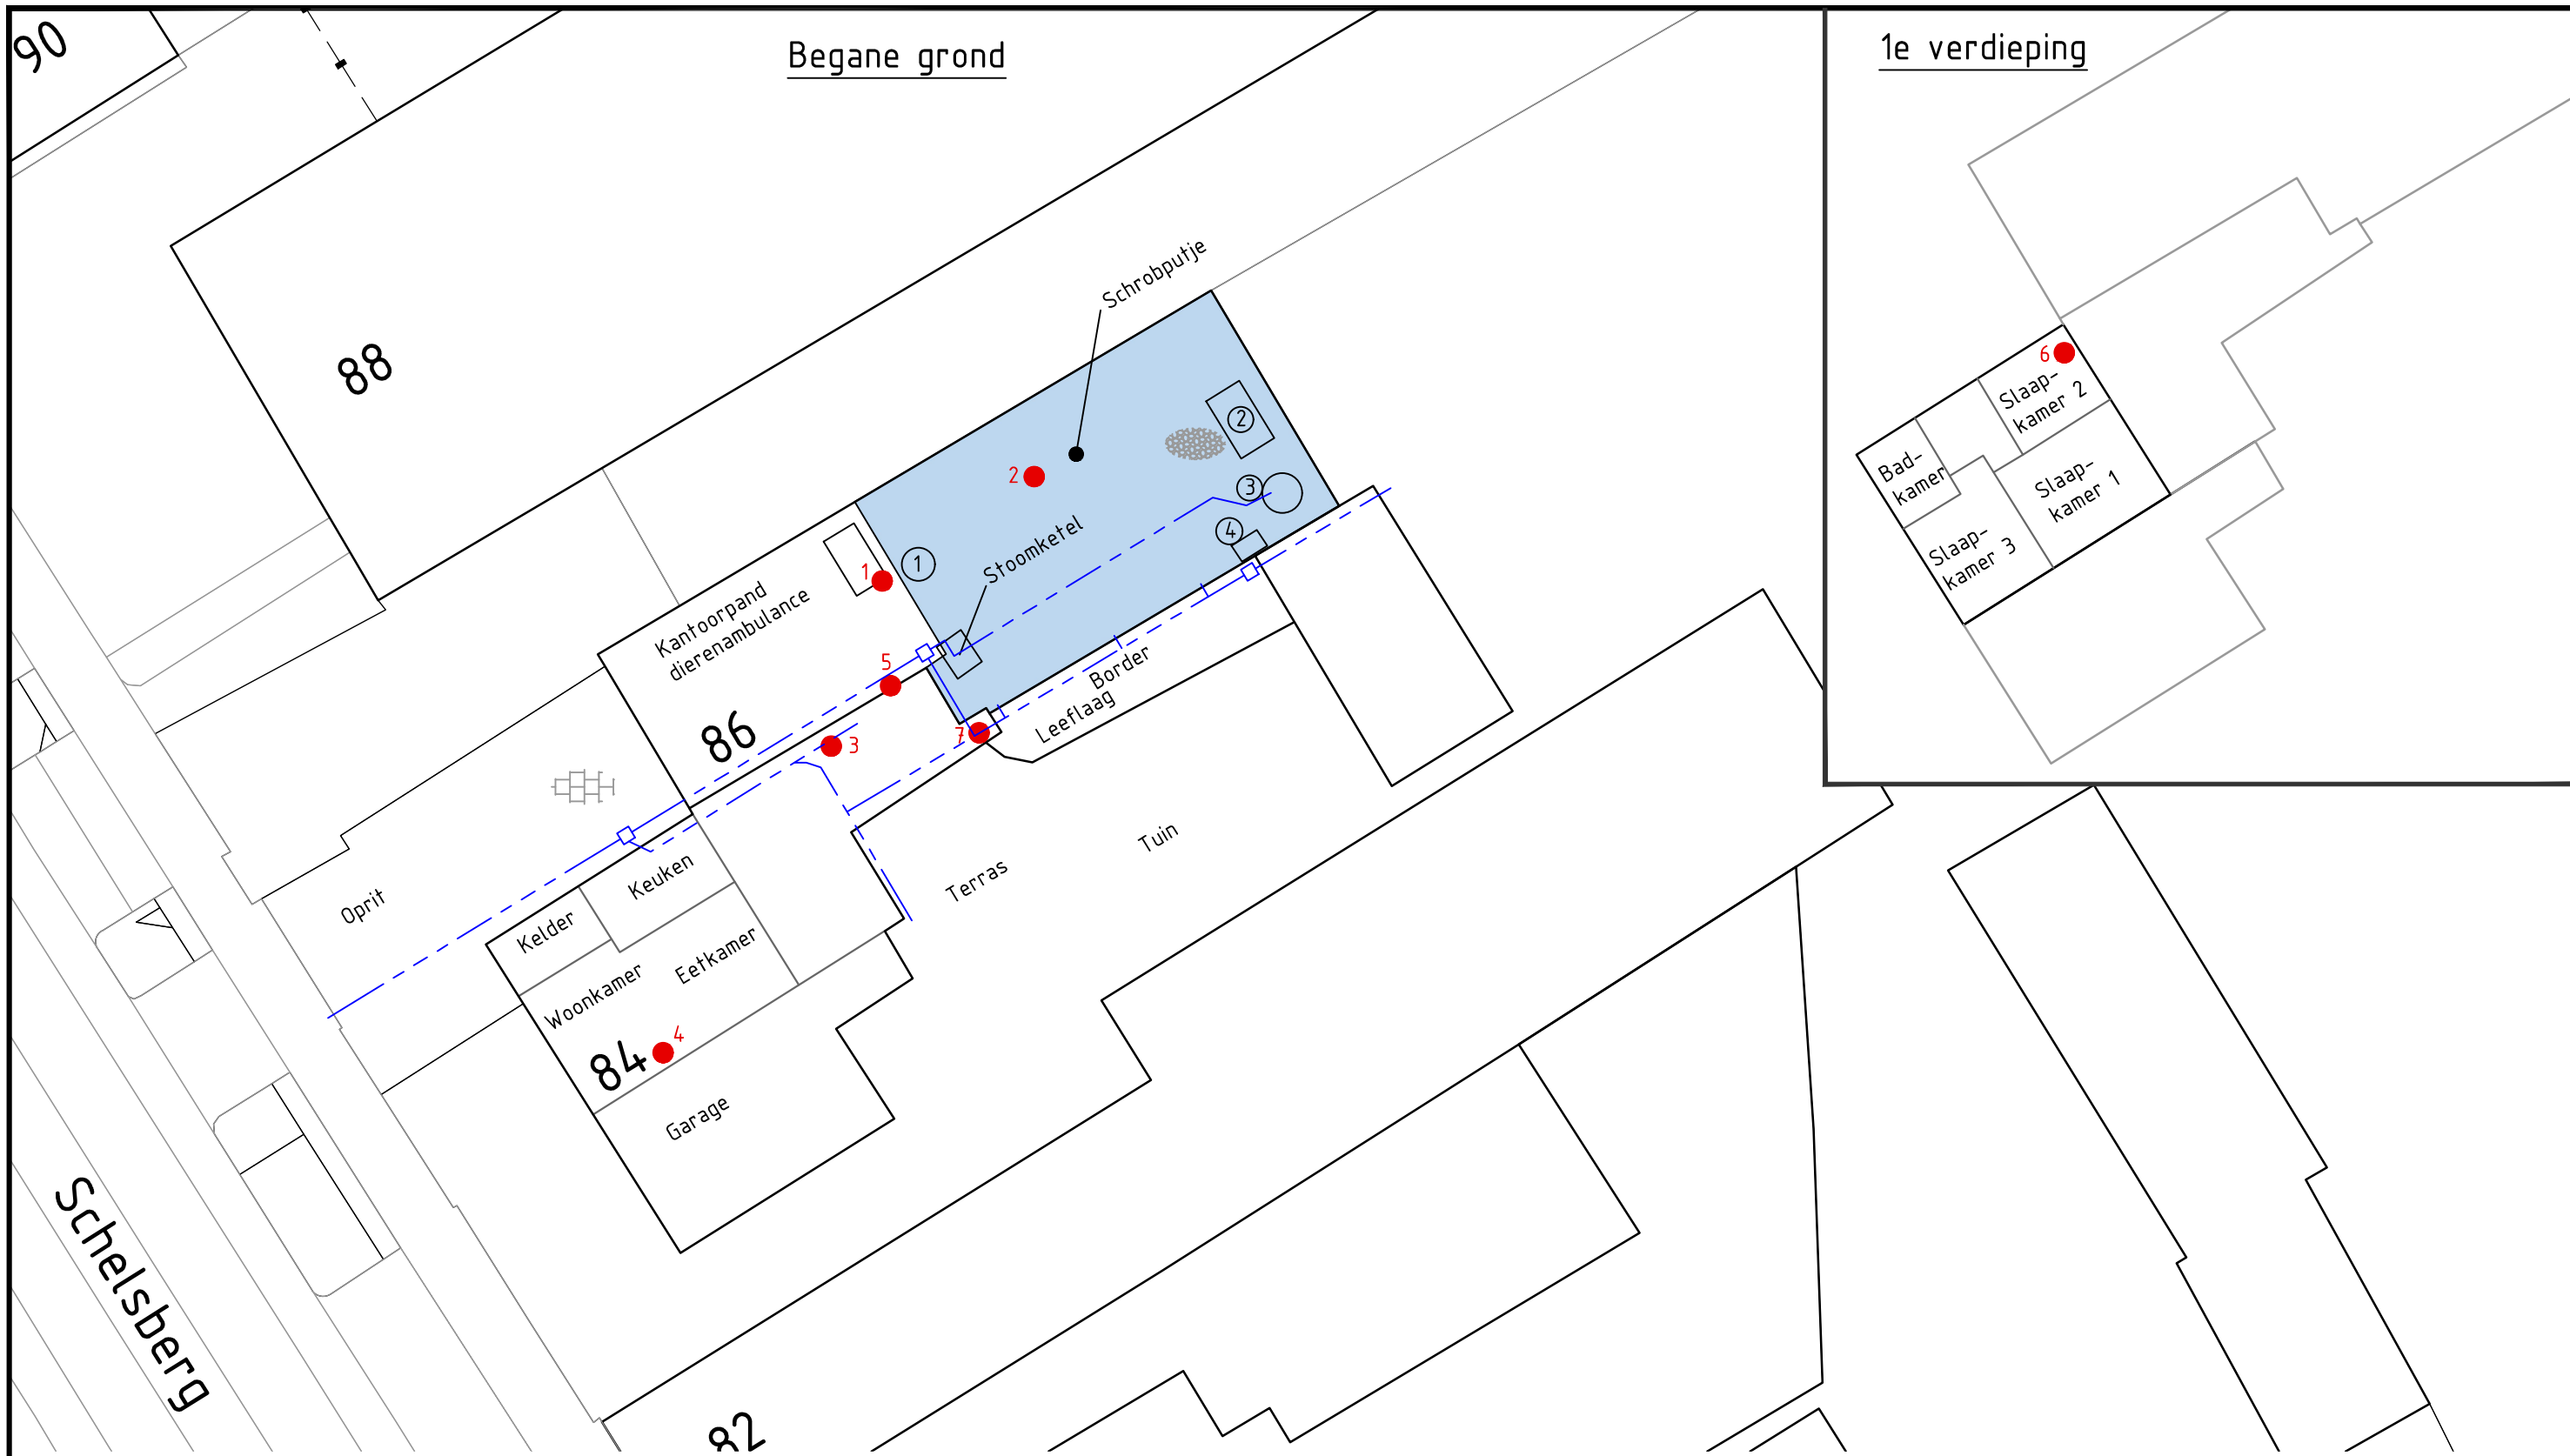 90
Begane grond
1e verdieping
88
Schrobputje
2
2
3
4
Stoomketel
1
1
Kantoorpand
dierenambulance
5
86
3
7
Border
Leeflaag
Keuken
Kelder
Oprit
Eetkamer
Woonkamer
Terras
Tuin
84
4
Garage
Schelsberg
82
6
Slaap-
kamer 2
Bad-
kamer
Slaap-
kamer 1
Slaap-
kamer 3